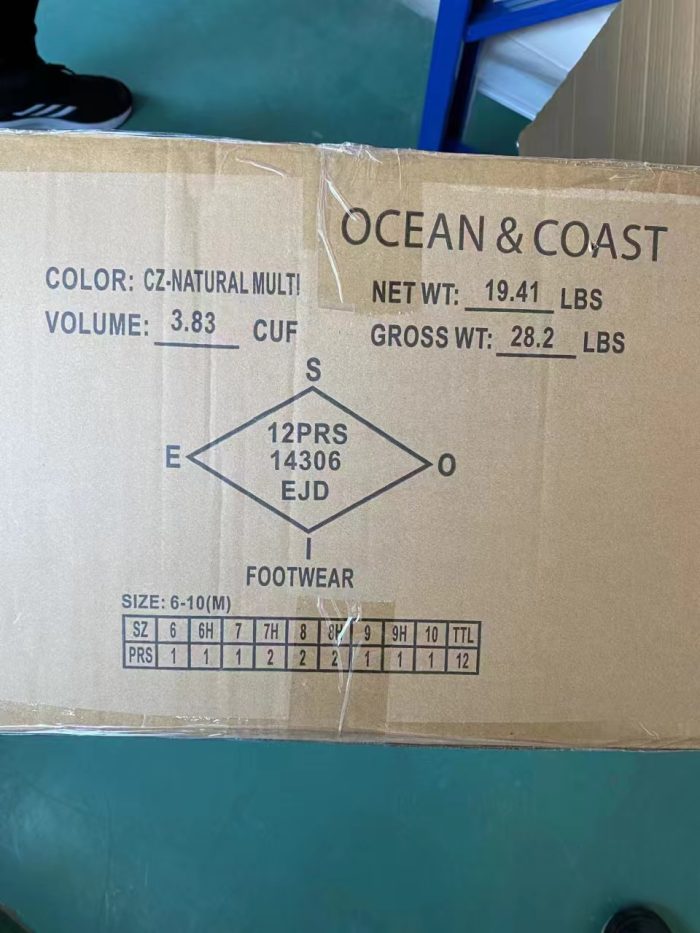 OCEAN & COAST
COLOR: CZ-NATURAL MULTI
NET WT: 19.41 LBS
VOLUME: 3.83 CUF
GROSS WT: 28.2 LBS
S
12PRS
E 14306 O
EJD
I
FOOTWEAR
SIZE: 6-10(M)
SZ 6 6H 7 7H 8 8H 9 9H 10 TTL
PRS 1 1 1 2 2 2 1 1 1 12